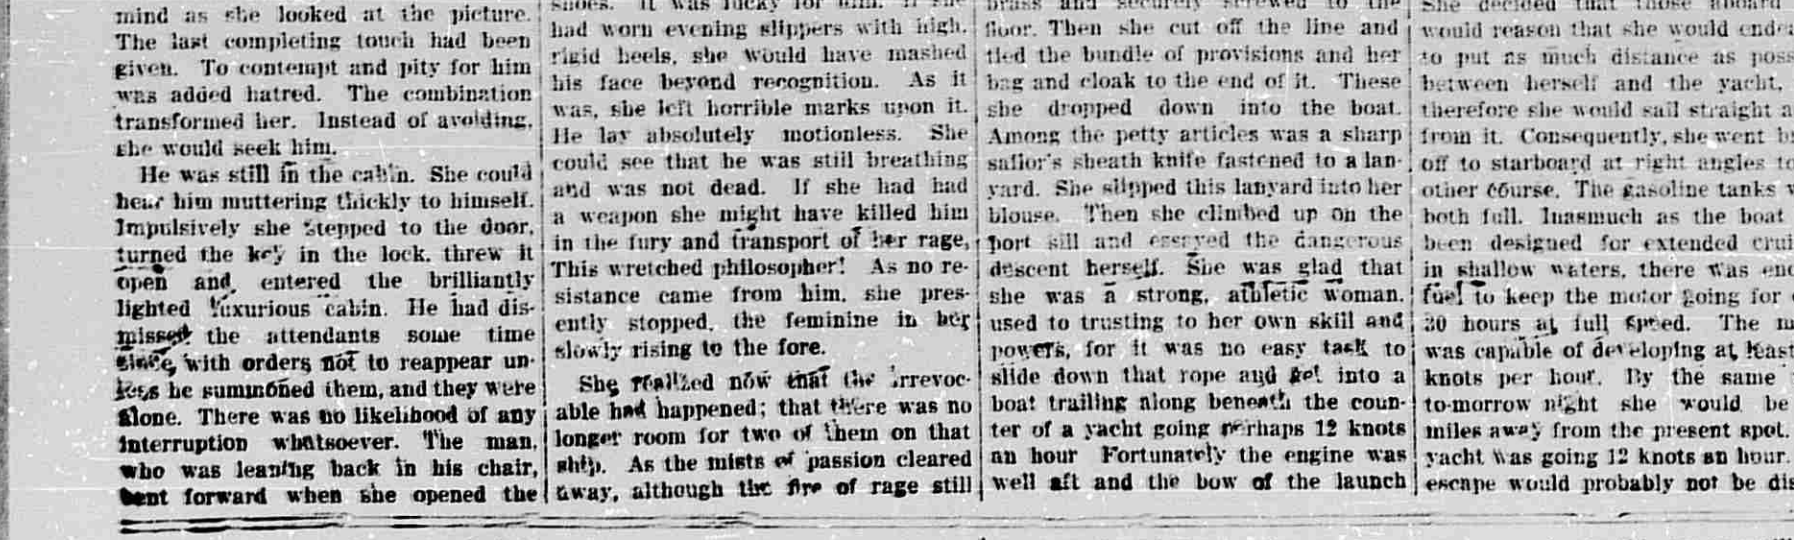 mind as she looked at the picture.
The last completing touch had been
given. To contempt and pity for him
was added hatred. The combination
transformed her. Instead of avoiding,
she would seek him.
He was still in the cabin. She could
hear him muttering thickly to himself.
Impulsively she stepped to the door,
turned the key in the lock, threw it
open and entered the brilliantly
lighted luxurious cabin. He had dis-
missed the attendants some time
since, with orders not to reappear un-
less he summoned them, and they were
alone. There was no likelihood of any
interruption whatsoever. The man,
who was leaning back in his chair,
bent forward when she opened the
shoes. It was lucky for him. If she
had worn evening slippers with high,
rigid heels, she would have mashed
his face beyond recognition. As it
was, she left horrible marks upon it.
He lay absolutely motionless. She
could see that he was still breathing
and was not dead. If she had had
a weapon she might have killed him
in the fury and transport of her rage.
This wretched philosopher! As no re-
sistance came from him, she pres-
ently stopped, the feminine in her
slowly rising to the fore.
She realized now that the irrevoc-
able had happened; that there was no
longer room for two of them on that
ship. As the mists of passion cleared
away, although the fire of rage still
brass and securely screwed to the
floor. Then she cut off the line and
tied the bundle of provisions and her
bag and cloak to the end of it. These
she dropped down into the boat.
Among the petty articles was a sharp
sailor's sheath knife fastened to a lan-
yard. She slipped this lanyard into her
blouse. Then she climbed up on the
port sill and essayed the dangerous
descent herself. She was glad that
she was a strong, athletic woman,
used to trusting to her own skill and
powers, for it was no easy task to
slide down that rope and get into a
boat trailing along beneath the coun-
ter of a yacht going perhaps 12 knots
an hour Fortunately the engine was
well aft and the bow of the launch
She decided that those aboard
would reason that she would
to put as much distance as
between herself and the yacht,
therefore she would sail straight
from it. Consequently, she went
off to starboard at right angles to
other course. The gasoline tanks
both full. Inasmuch as the boat
been designed for extended
in shallow waters, there was
fuel to keep the motor going for
30 hours at full speed. The
was capable of developing at least
knots per hour. By the same
to-morrow night she would be
miles away from the present spot.
yacht was going 12 knots an hour.
escape would probably not be